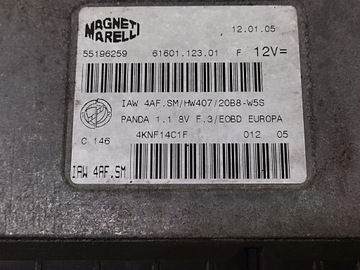 MAGNETI
MARELLI
12.01.05
55196259 61601.123.01 F 12V=
IAW 4AF.SM/HW407/20B8-W5S
PANDA 1.1 8V F.3/EOBD EUROPA
C 146 4KNF14C1F 012 05
IAW 4AF.SM